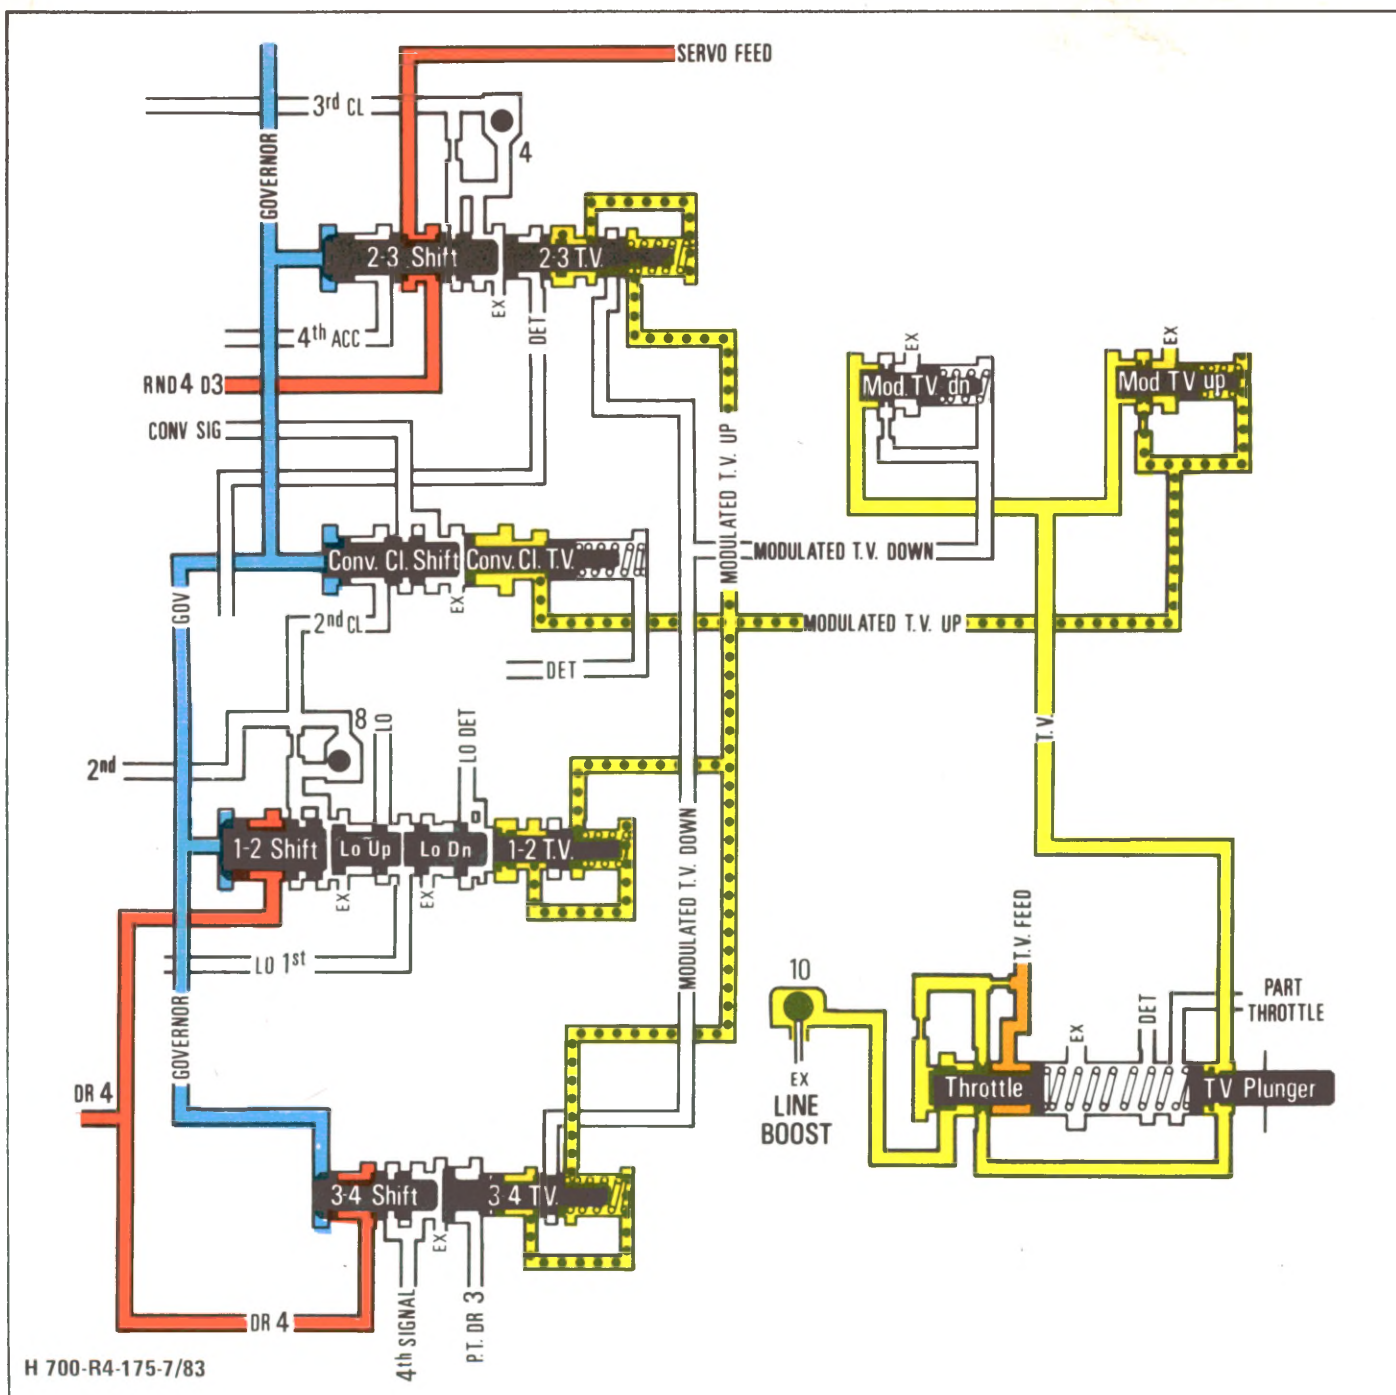 SERVO FEED
3rd CL
4
GOVERNOR
2-3 Shift
2-3 T.V.
EX
DET
4th ACC
RND4 D3
CONV SIG
EX
Mod. TV dn
EX
Mod TV up
MODULATED T.V. UP
MODULATED T.V. DOWN
Conv. Cl. Shift
Conv. Cl. T.V.
EX
GOV
2nd CL
MODULATED T.V. UP
DET
T.V.
8
LO
LO DET
2nd
1-2 Shift
Lo Up
Lo Dn
1-2 T.V.
EX
EX
MODULATED T.V. DOWN
LO 1st
GOVERNOR
10
T.V. FEED
EX
DET
PART
THROTTLE
EX
LINE
BOOST
Throttle
TV Plunger
DR 4
3-4 Shift
3-4 T.V.
EX
4th SIGNAL
P.T. DR 3
DR 4
H 700-R4-175-7/83